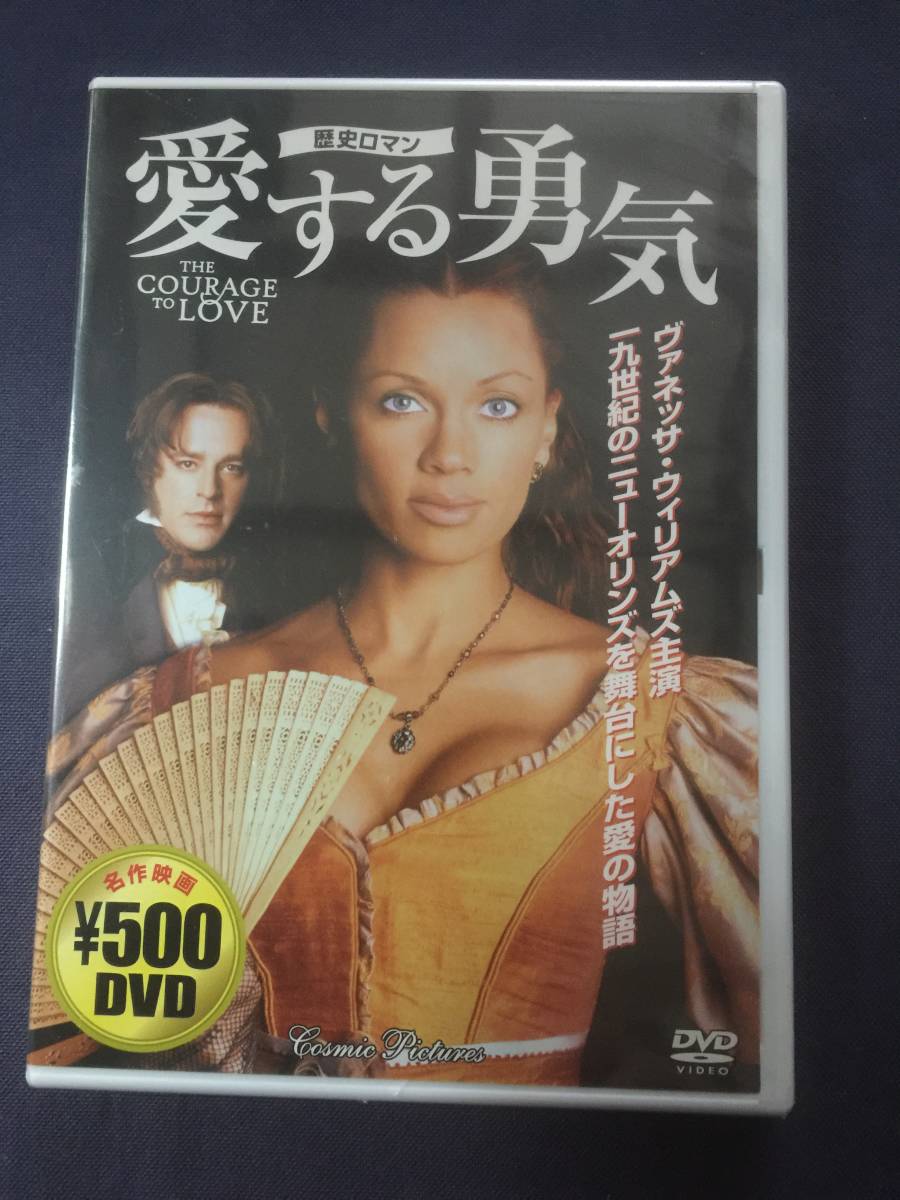 歴史ロマン
愛する勇気
THE
COURAGE
TO LOVE
ヴァネッサ・ウィリアムズ主演
一九世紀のニューオリンズを舞台にした愛の物語
名作映画
¥500
DVD
Cosmic Pictures
DVD
VIDEO